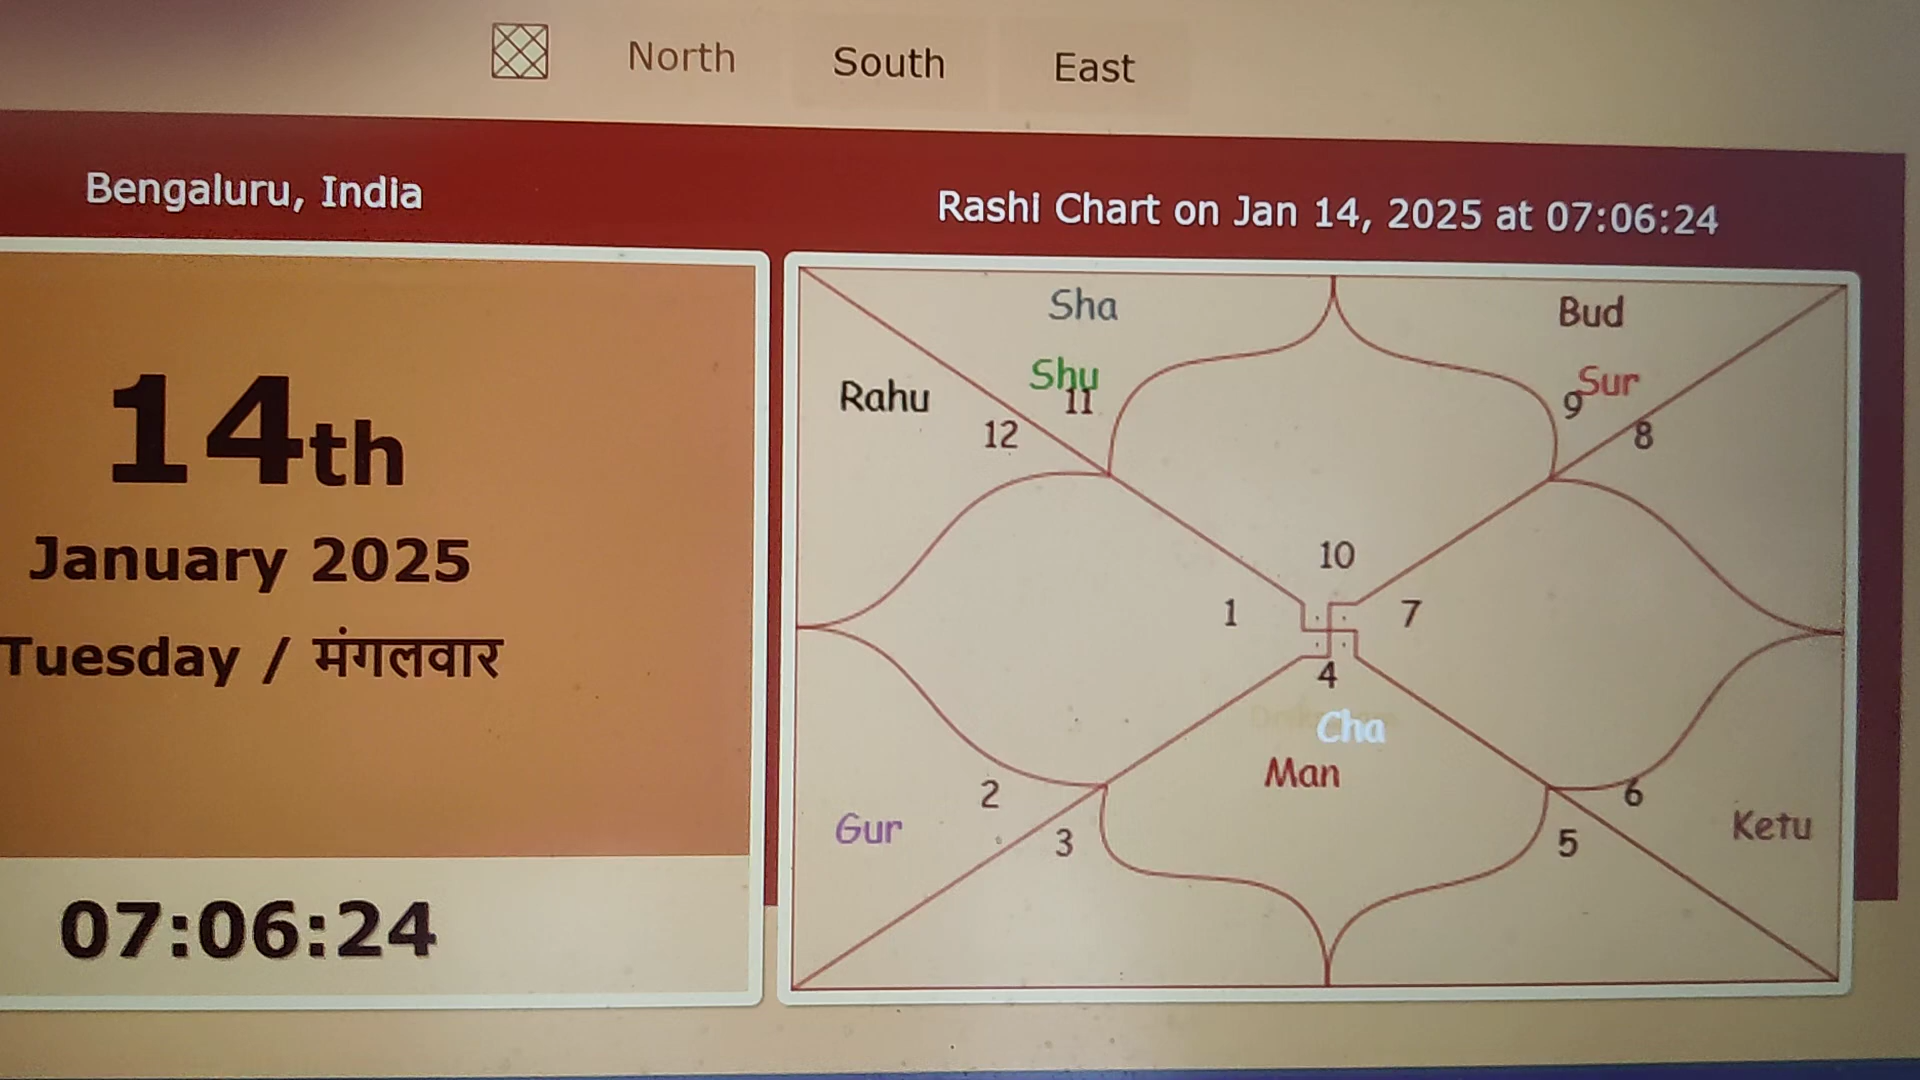 North South East
Bengaluru, India
Rashi Chart on Jan 14, 2025 at 07:06:24
14th
January 2025
Tuesday / मंगलवार
07:06:24
Sha
Bud
Shu
Sur
Rahu
11
9
12
8
10
1
7
4
Cha
Man
2
6
Gur
Ketu
3
5